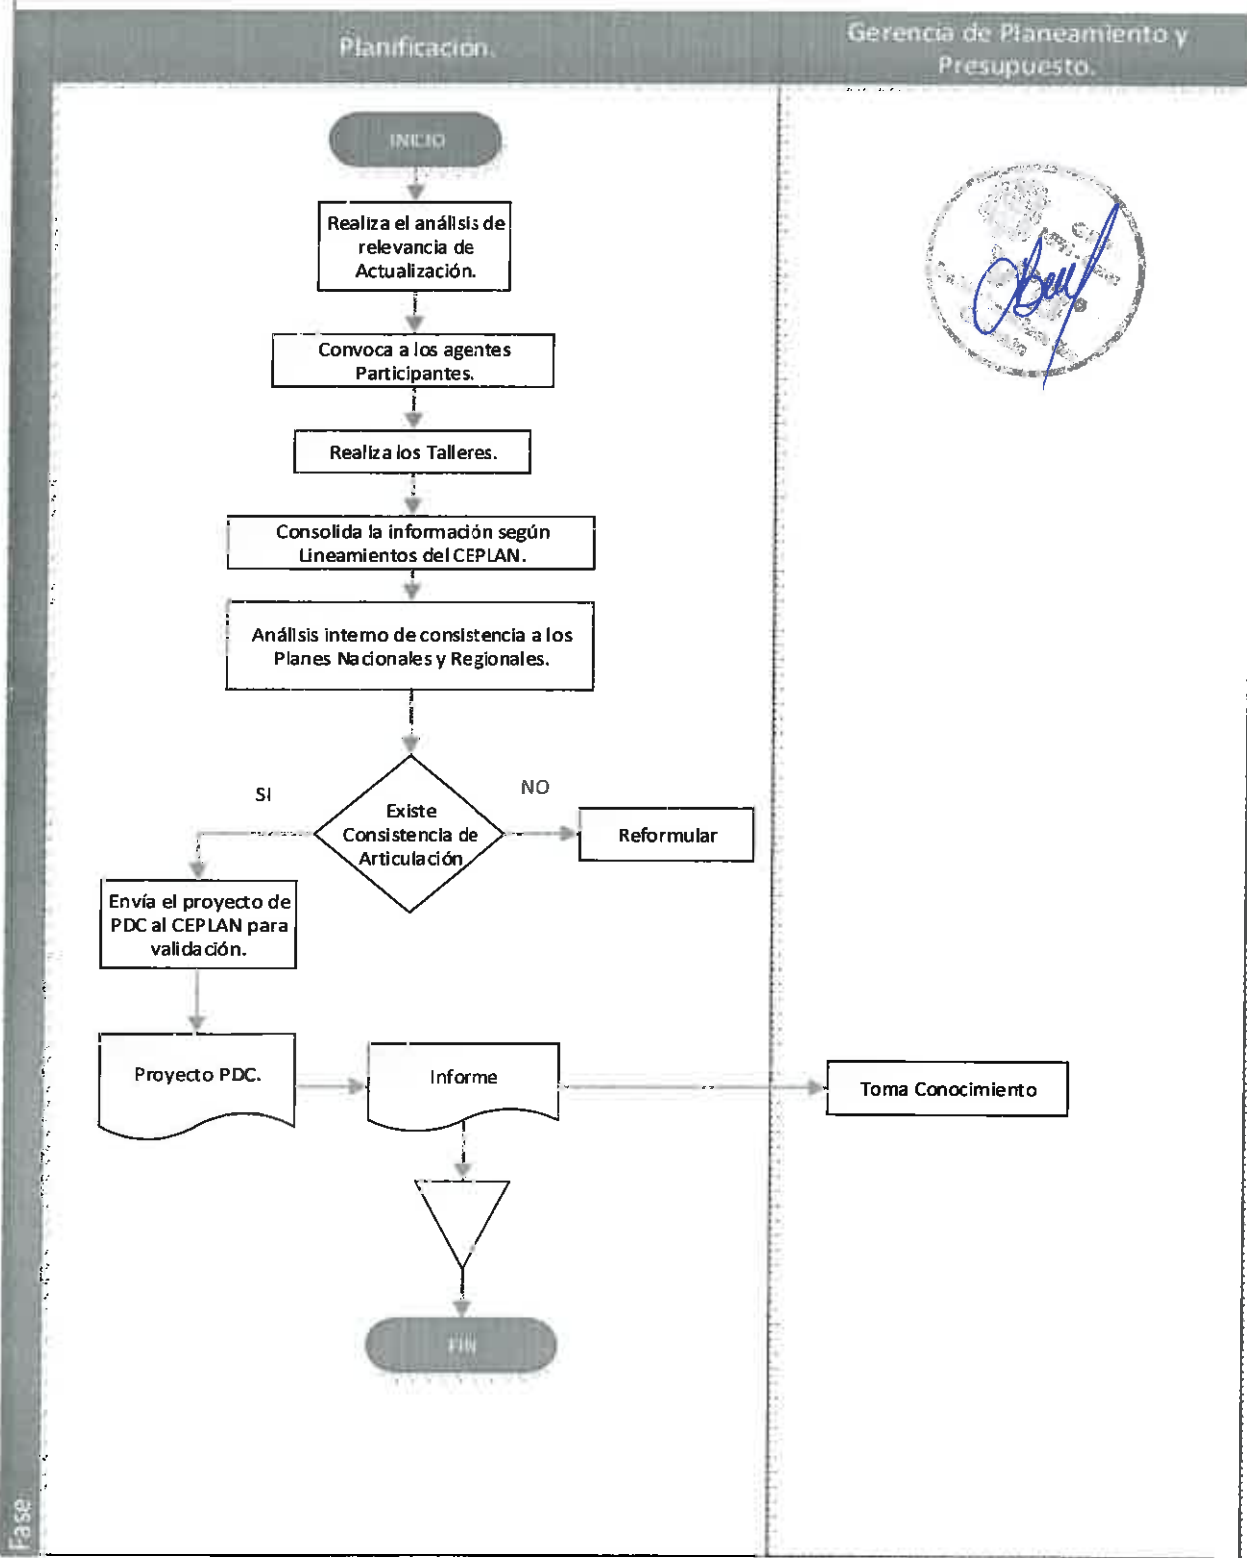 Planificación.
Gerencia de Planeamiento y
Presupuesto.
INICIO
Realiza el análisis de
relevancia de
Actualización.
Convoca a los agentes
Participantes.
Realiza los Talleres.
Consolida la información según
Lineamientos del CEPLAN.
Análisis interno de consistencia a los
Planes Nacionales y Regionales.
SI
NO
Existe
Consistencia de
Articulación
Reformular
Envía el proyecto de
PDC al CEPLAN para
validación.
Proyecto PDC.
Informe
Toma Conocimiento
FIN
Fase